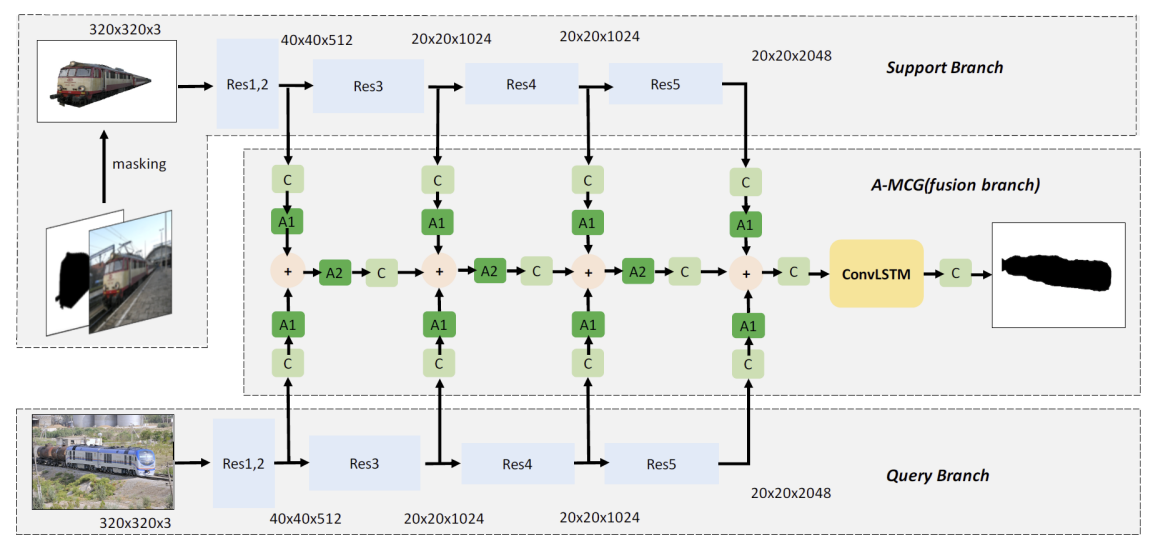 320x320x3
40x40x512
20x20x1024
20x20x1024
20x20x2048
Res1,2
Res3
Res4
Res5
Support Branch
masking
A-MCG(fusion branch)
C
C
C
C
A1
A1
A1
A1
+
A2
C
+
A2
C
+
A2
C
+
C
ConvLSTM
C
A1
A1
A1
A1
C
C
C
C
Res1,2
Res3
Res4
Res5
Query Branch
320x320x3
40x40x512
20x20x1024
20x20x1024
20x20x2048